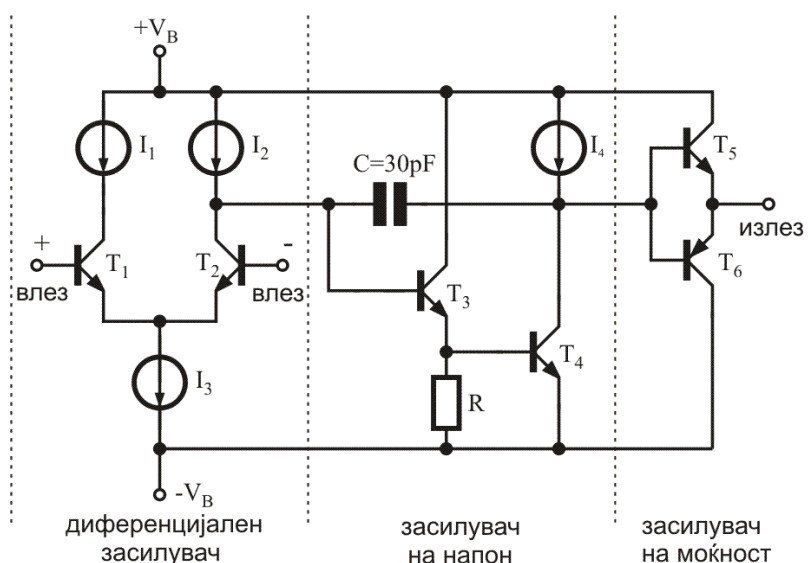 +V_B
I_1
I_2
C=30pF
I_4
T_5
+
-
излез
влез
T_1
T_2
влез
T_3
T_6
T_4
I_3
R
-V_B
диференцијален
засилувач
засилувач
на напон
засилувач
на моќност